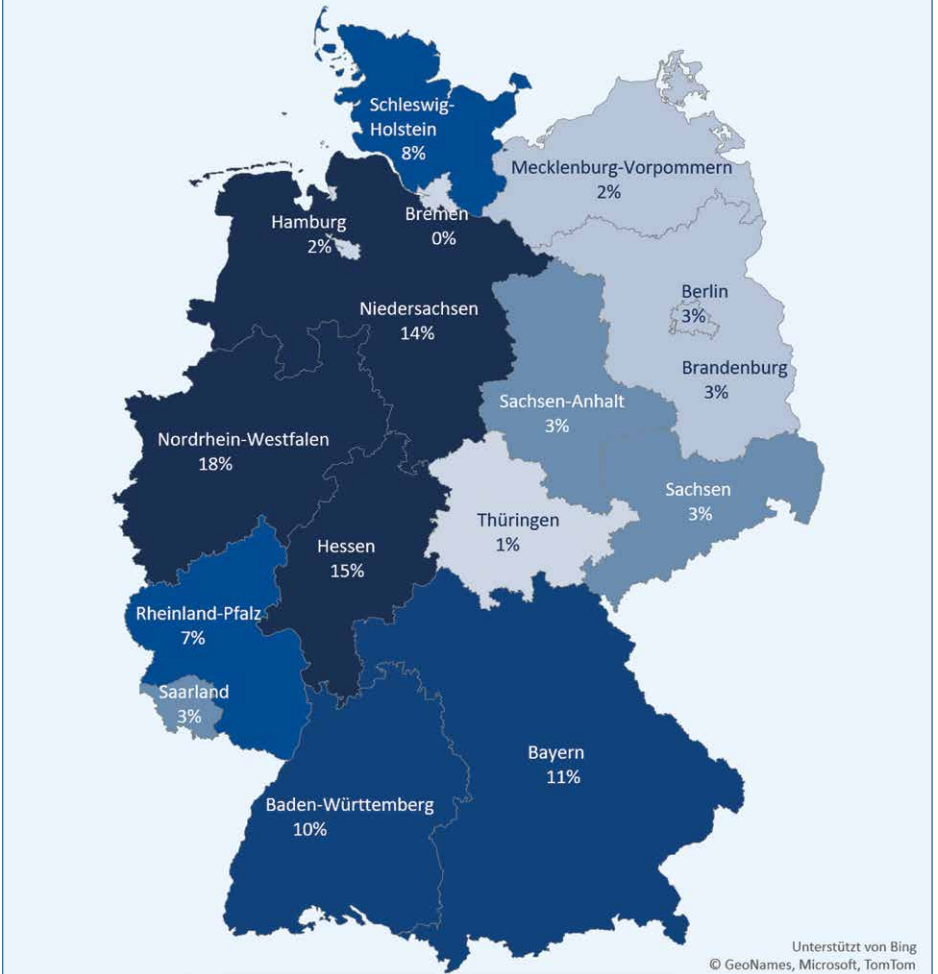 Schleswig-
Holstein
8%
Mecklenburg-Vorpommern
2%
Hamburg
2%
Bremen
0%
Niedersachsen
14%
Berlin
3%
Brandenburg
3%
Sachsen-Anhalt
3%
Nordrhein-Westfalen
18%
Sachsen
3%
Thüringen
1%
Hessen
15%
Rheinland-Pfalz
7%
Saarland
3%
Bayern
11%
Baden-Württemberg
10%
Unterstützt von Bing
© GeoNames, Microsoft, TomTom